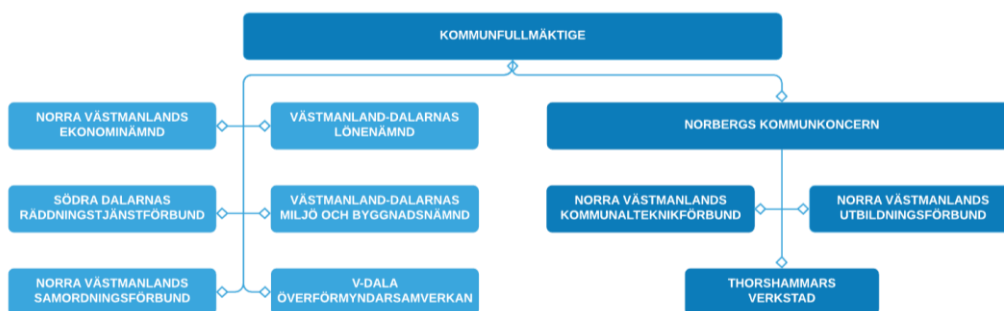 KOMMUNFULLMÄKTIGE
NORRA VÄSTMANLANDS
EKONOMINÄMND
VÄSTMANLAND-DALARNAS
LÖNENÄMND
NORBERGS KOMMUNKONCERN
SÖDRA DALARNAS
RÄDDNINGSTJÄNSTFÖRBUND
VÄSTMANLAND-DALARNAS
MILJÖ OCH BYGGNADSNÄMND
NORRA VÄSTMANLANDS
KOMMUNALTEKNIKFÖRBUND
NORRA VÄSTMANLANDS
UTBILDNINGSFÖRBUND
NORRA VÄSTMANLANDS
SAMORDNINGSFÖRBUND
V-DALA
ÖVERFÖRMYNDARSAMVERKAN
THORSHAMMARS
VERKSTAD